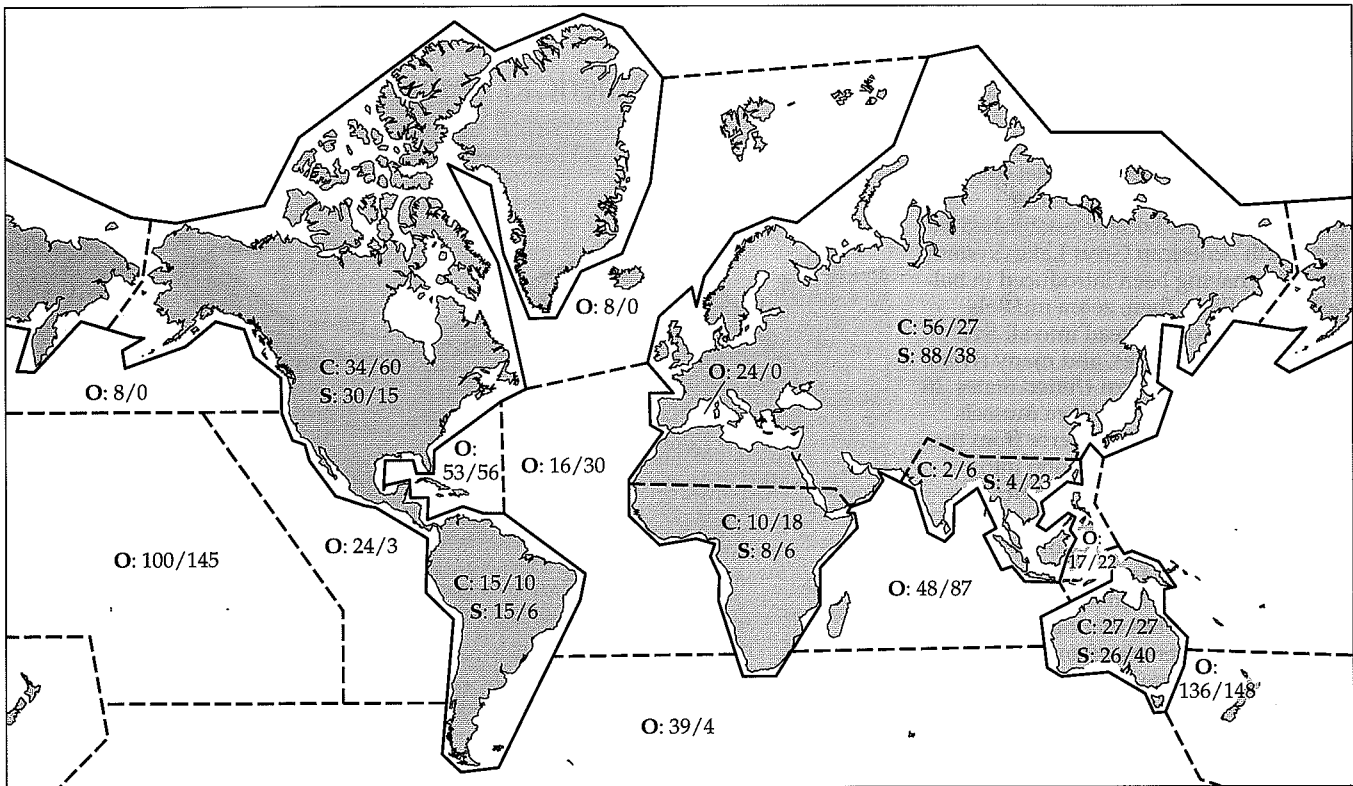 O: 8/0
C: 56/27
S: 88/38
C: 34/60
S: 30/15
O: 24/0
O: 8/0
O:
53/56
O: 16/30
C: 2/6
S: 4/23
C: 10/18
S: 8/6
O: 24/3
O:
17/22
O: 100/145
C: 15/10
S: 15/6
O: 48/87
C: 27/27
S: 26/40
O:
136/148
O: 39/4